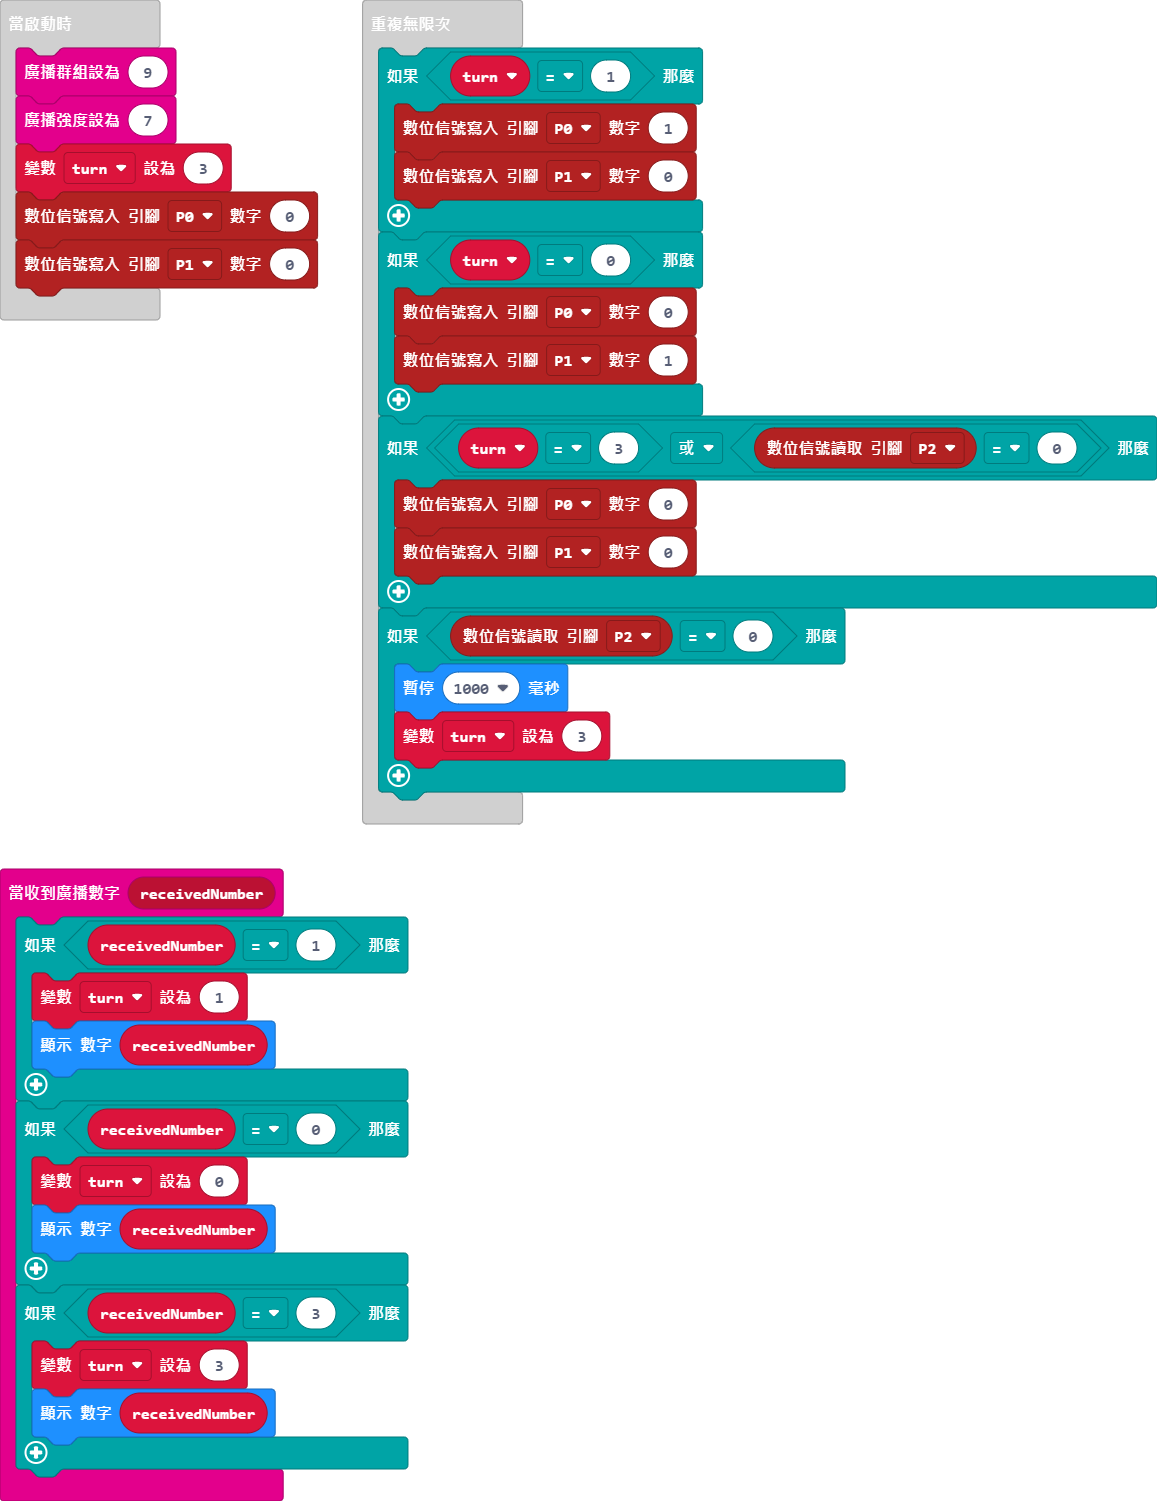 當啟動時
廣播群組設為 9
廣播強度設為 7
變數 turn 設為 3
數位信號寫入 引腳 P0 數字 0
數位信號寫入 引腳 P1 數字 0
重複無限次
如果 turn = 1 那麼
數位信號寫入 引腳 P0 數字 1
數位信號寫入 引腳 P1 數字 0
如果 turn = 0 那麼
數位信號寫入 引腳 P0 數字 0
數位信號寫入 引腳 P1 數字 1
如果 turn = 3 或 數位信號讀取 引腳 P2 = 0 那麼
數位信號寫入 引腳 P0 數字 0
數位信號寫入 引腳 P1 數字 0
如果 數位信號讀取 引腳 P2 = 0 那麼
暫停 1000 毫秒
變數 turn 設為 3
當收到廣播數字 receivedNumber
如果 receivedNumber = 1 那麼
變數 turn 設為 1
顯示 數字 receivedNumber
如果 receivedNumber = 0 那麼
變數 turn 設為 0
顯示 數字 receivedNumber
如果 receivedNumber = 3 那麼
變數 turn 設為 3
顯示 數字 receivedNumber